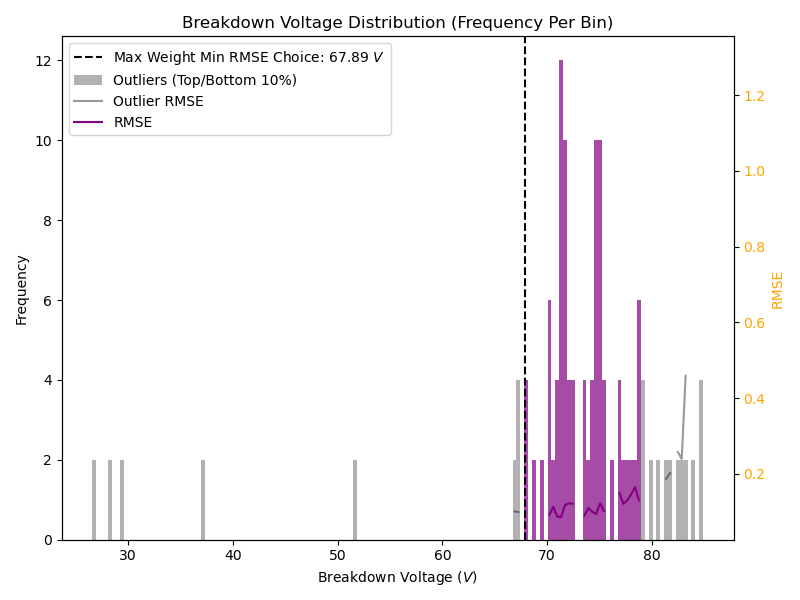 Breakdown Voltage Distribution (Frequency Per Bin)
Max Weight Min RMSE Choice: 67.89 V
Outliers (Top/Bottom 10%)
Outlier RMSE
RMSE
Frequency
12
10
8
6
4
2
0
1.2
1.0
0.8
0.6
0.4
0.2
RMSE
30 40 50 60 70 80
Breakdown Voltage (V)